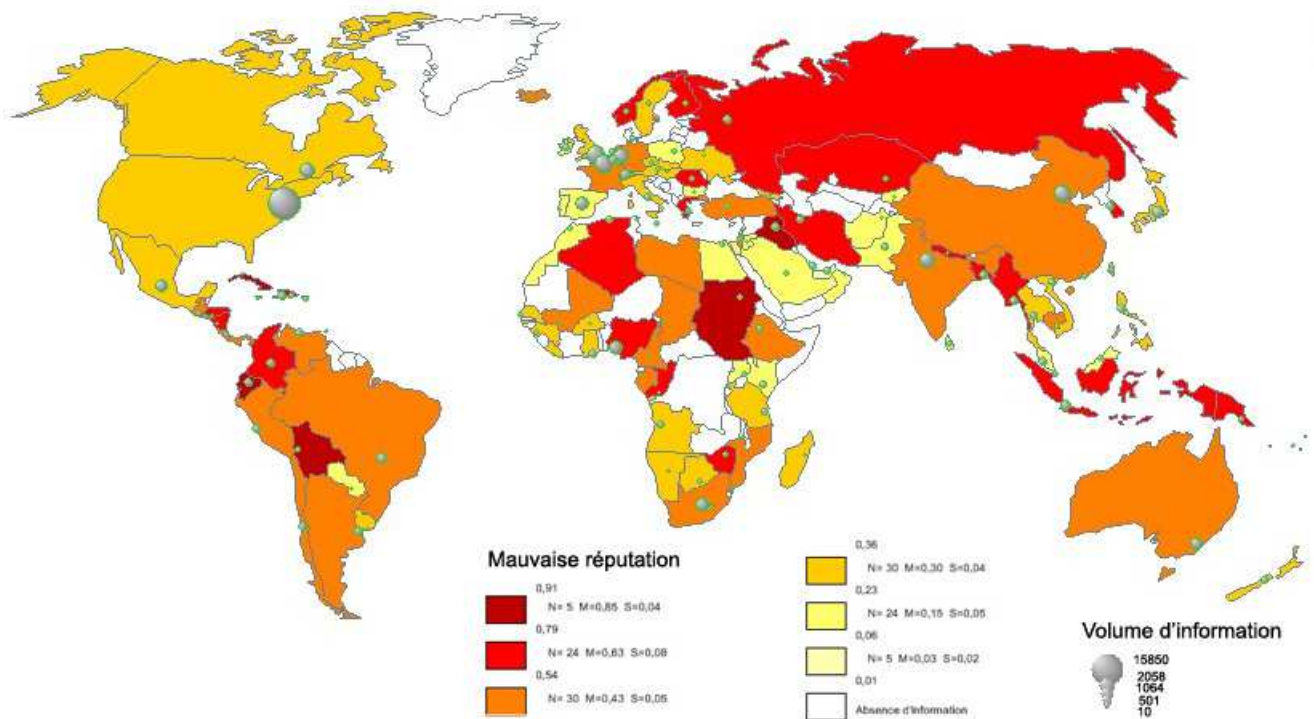 Mauvaise réputation
0,91
N= 5 M=0,85 S=0,04
0,79
N= 24 M=0,63 S=0,08
0,54
N= 30 M=0,43 S=0,05
0,36
N= 30 M=0,30 S=0,04
0,23
N= 24 M=0,15 S=0,05
0,06
N= 5 M=0,03 S=0,02
0,01
Absence d'Information
Volume d'information
15850
2058
1064
501
10